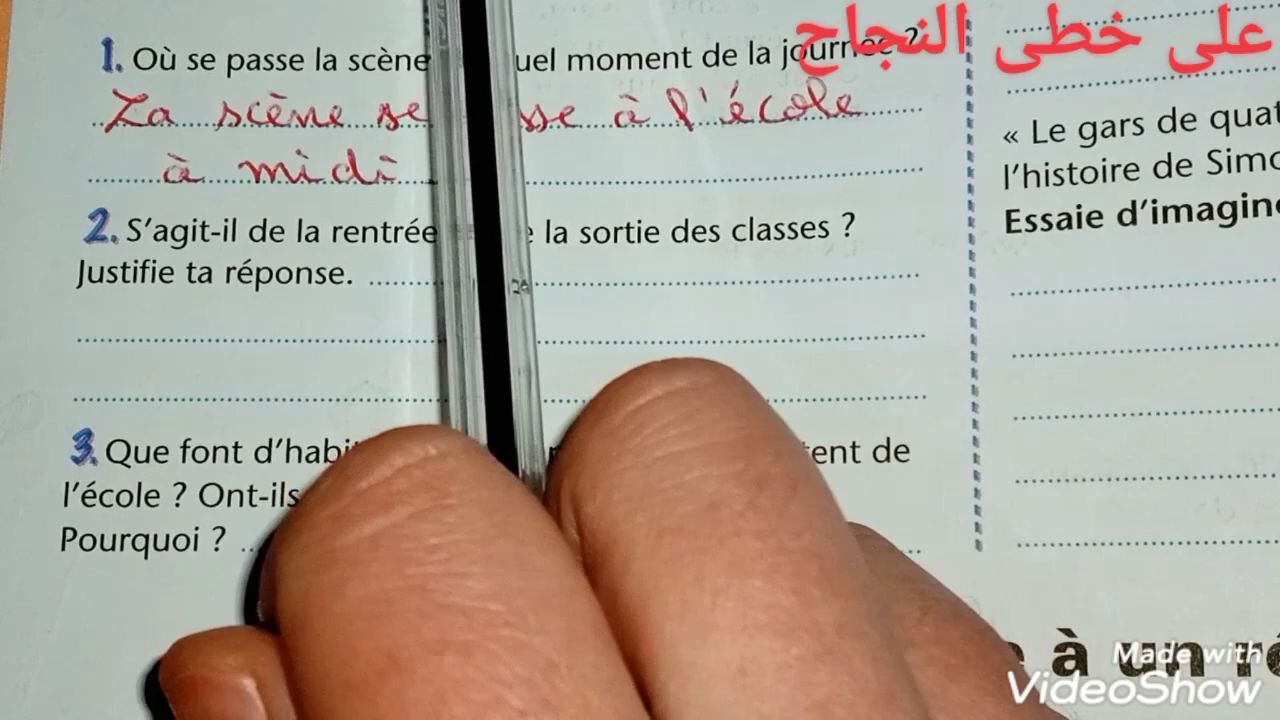 على خطى النجاح
1. Où se passe la scène uel moment de la journée ?
La scène se sse à l'école
à midi
2. S'agit-il de la rentrée la sortie des classes ?
Justifie ta réponse.
3. Que font d'habi ent de
l'école ? Ont-ils
Pourquoi ?
« Le gars de quat
l'histoire de Simo
Essaie d'imagine
à un ré
Made with
VideoShow